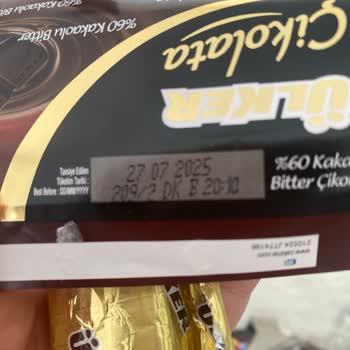 %60 Kakaolu Bitter
Çikolata
ÜLKER
%60 Kaka
Bitter Çiko
Tavsiye Edilen
Tüketim Tarihi :
Best Before : DD/MM/YYYY
27 07 2025
209/2 DK B 20:10